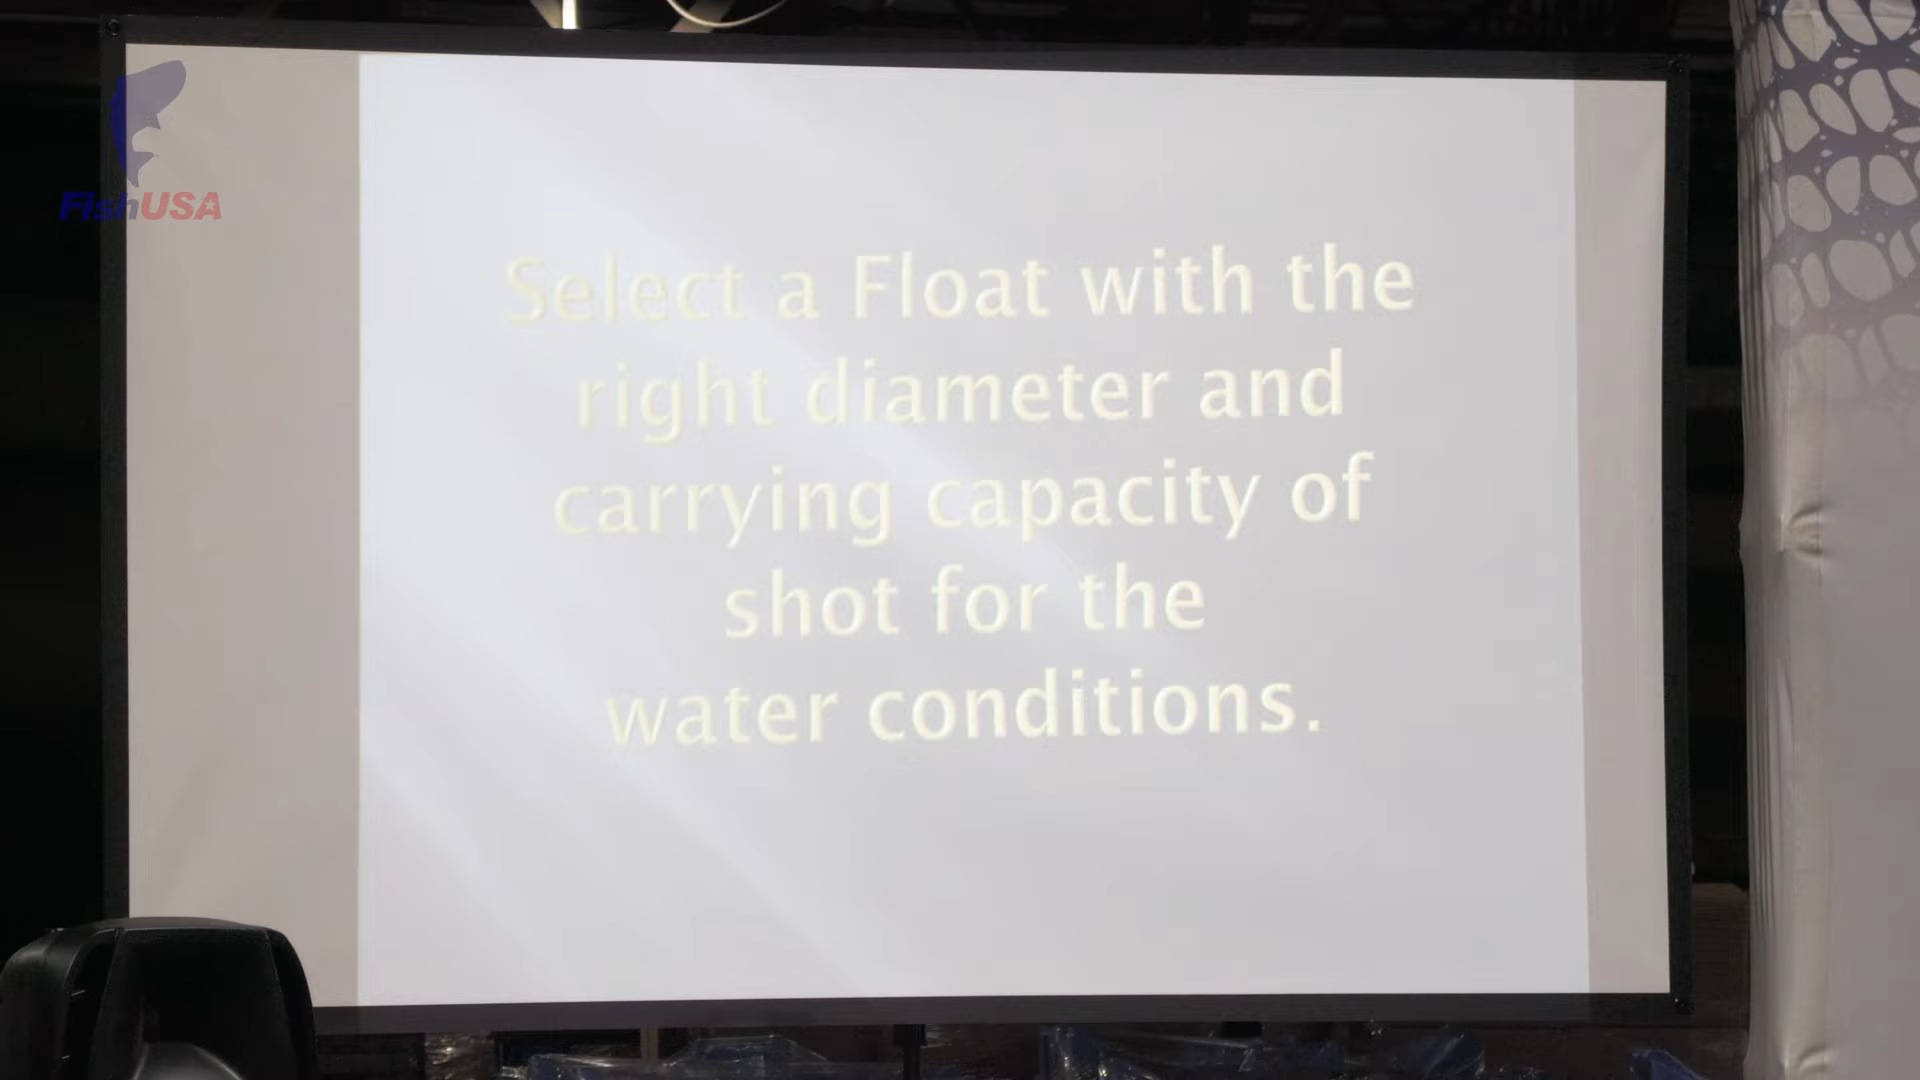 FishUSA
Select a Float with the
right diameter and
carrying capacity of
shot for the
water conditions.